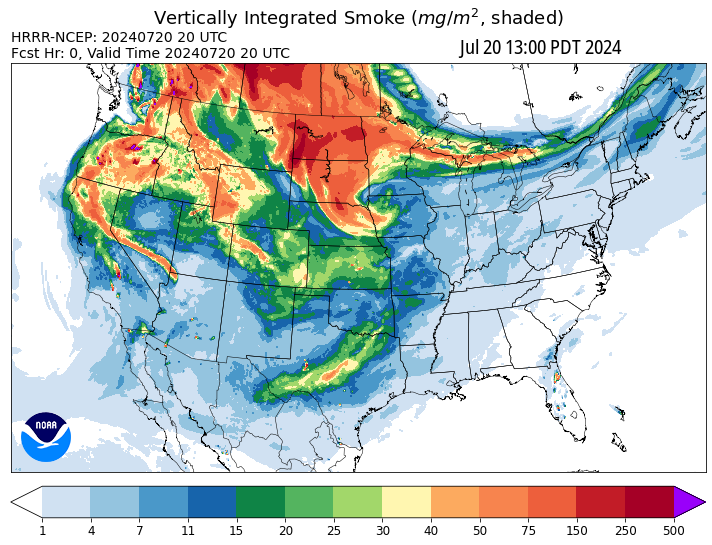 Vertically Integrated Smoke (mg/m², shaded)
HRRR-NCEP: 20240720 20 UTC
Fcst Hr: 0, Valid Time 20240720 20 UTC
Jul 20 13:00 PDT 2024
NOAA
1 4 7 11 15 20 25 30 40 50 75 150 250 500